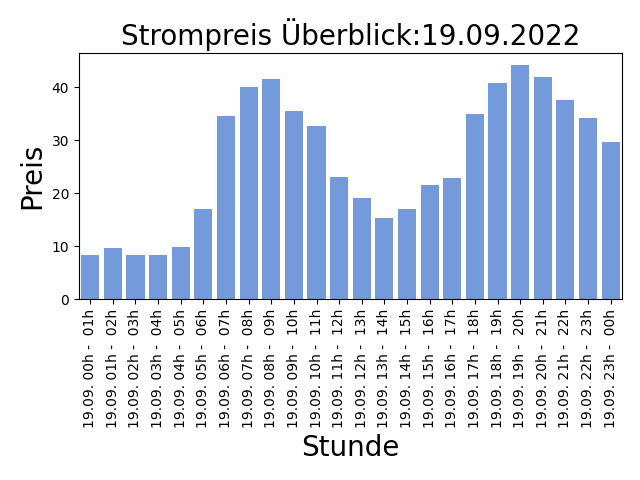 Strompreis Überblick:19.09.2022
Preis
40
30
20
10
0
19.09. 00h - 01h
19.09. 01h - 02h
19.09. 02h - 03h
19.09. 03h - 04h
19.09. 04h - 05h
19.09. 05h - 06h
19.09. 06h - 07h
19.09. 07h - 08h
19.09. 08h - 09h
19.09. 09h - 10h
19.09. 10h - 11h
19.09. 11h - 12h
19.09. 12h - 13h
19.09. 13h - 14h
19.09. 14h - 15h
19.09. 15h - 16h
19.09. 16h - 17h
19.09. 17h - 18h
19.09. 18h - 19h
19.09. 19h - 20h
19.09. 20h - 21h
19.09. 21h - 22h
19.09. 22h - 23h
19.09. 23h - 00h
Stunde